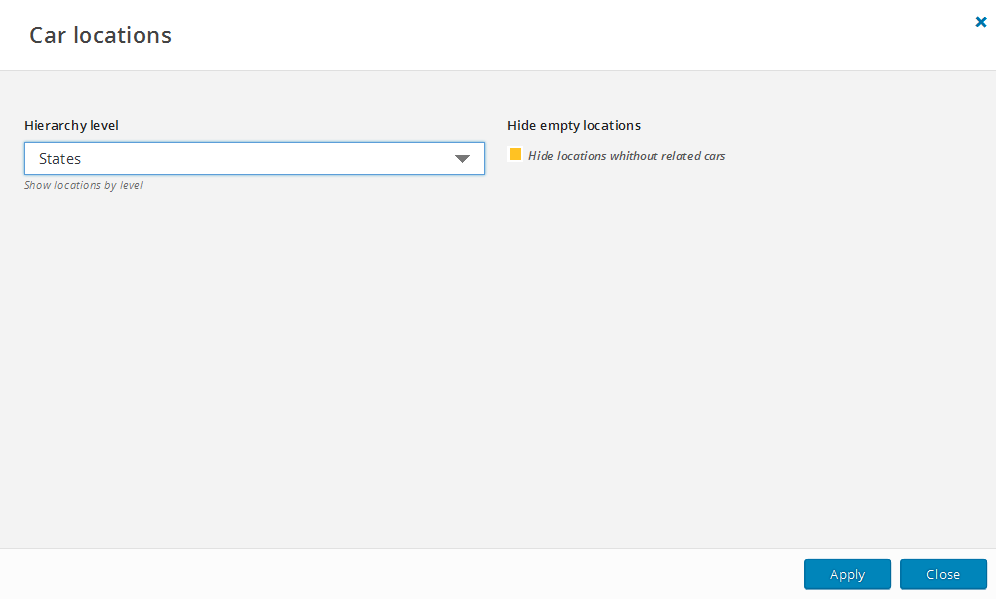 Car locations
Hierarchy level
States
Show locations by level
Hide empty locations
Hide locations whithout related cars
Apply
Close